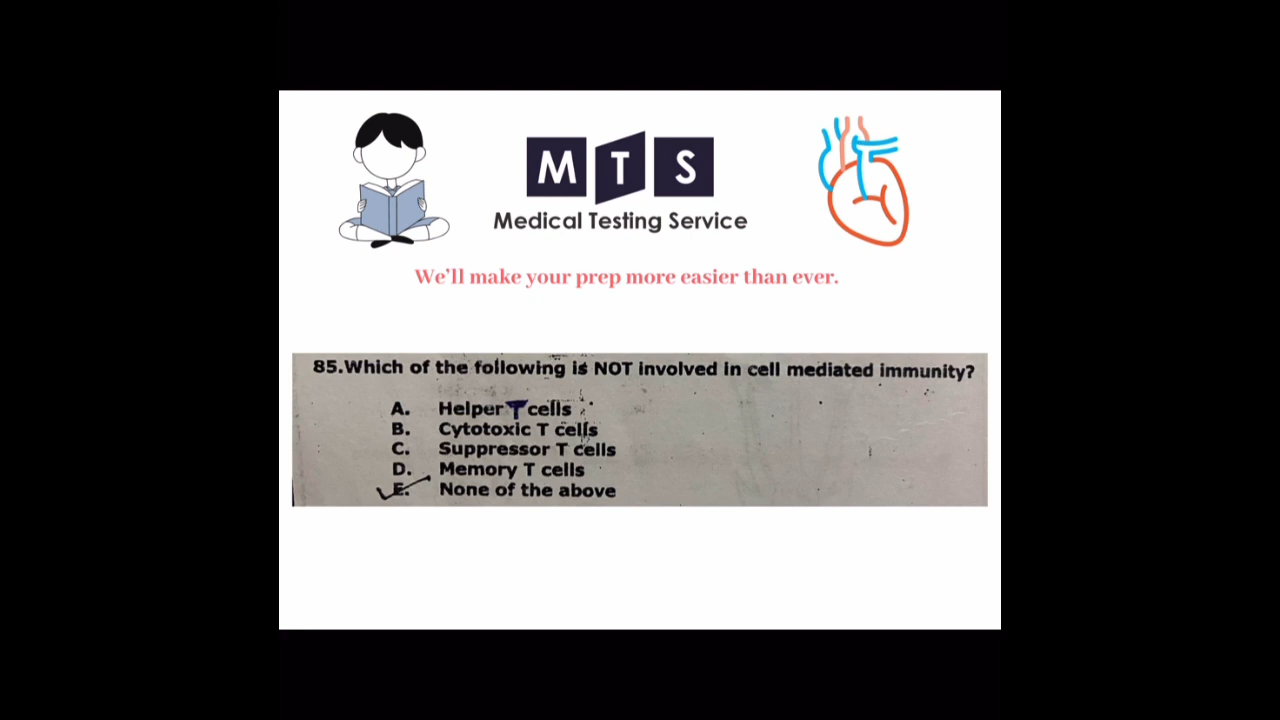 M T S
Medical Testing Service
We'll make your prep more easier than ever.
85.Which of the following is NOT involved in cell mediated immunity?
A. Helper T cells
B. Cytotoxic T cells
C. Suppressor T cells
D. Memory T cells
E. None of the above